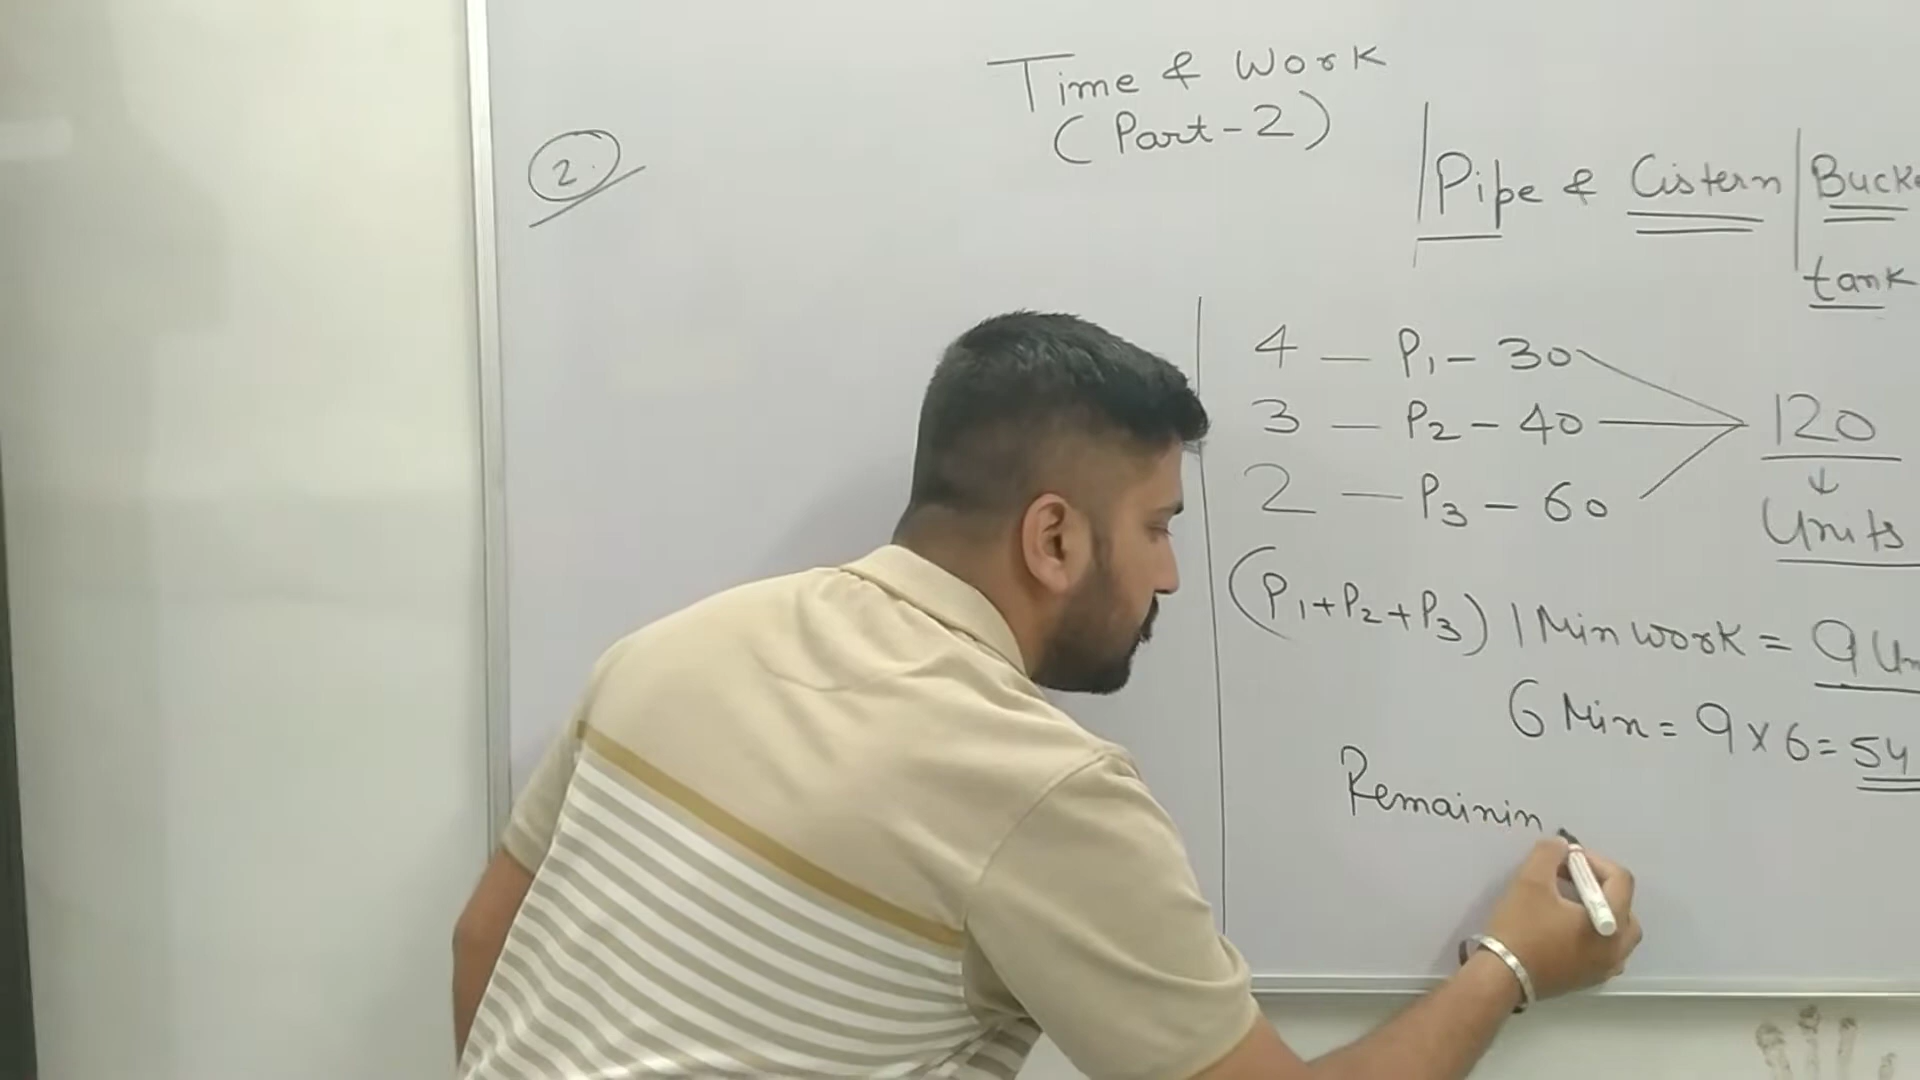 Time & Work
(Part-2)
2.
Pipe & Cistern
tank
4 — P1 - 30
3 — P2 - 40
2 — P3 - 60
120
↓
Units
(P1+P2+P3) 1 Min work = 9
6 Min = 9 x 6 = 54
Remainin